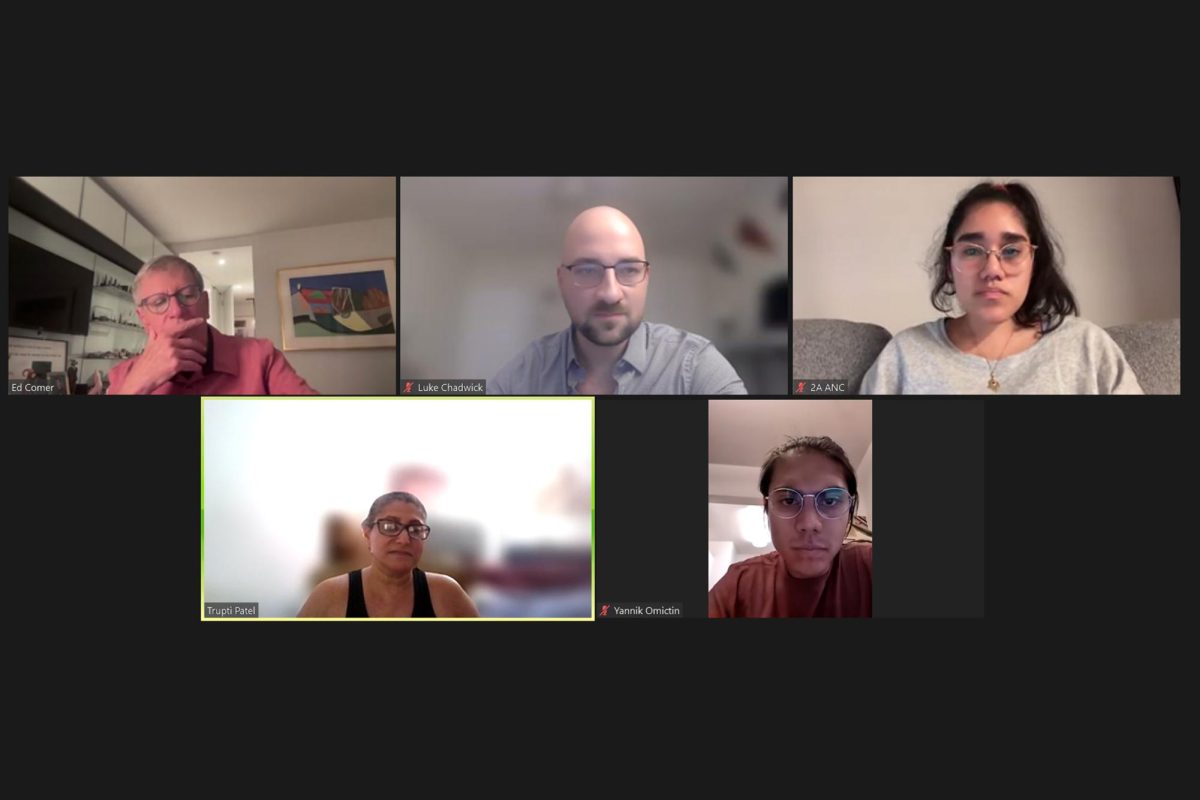 Ed Comer
Luke Chadwick
2A ANC
Trupti Patel
Yannik Omictin